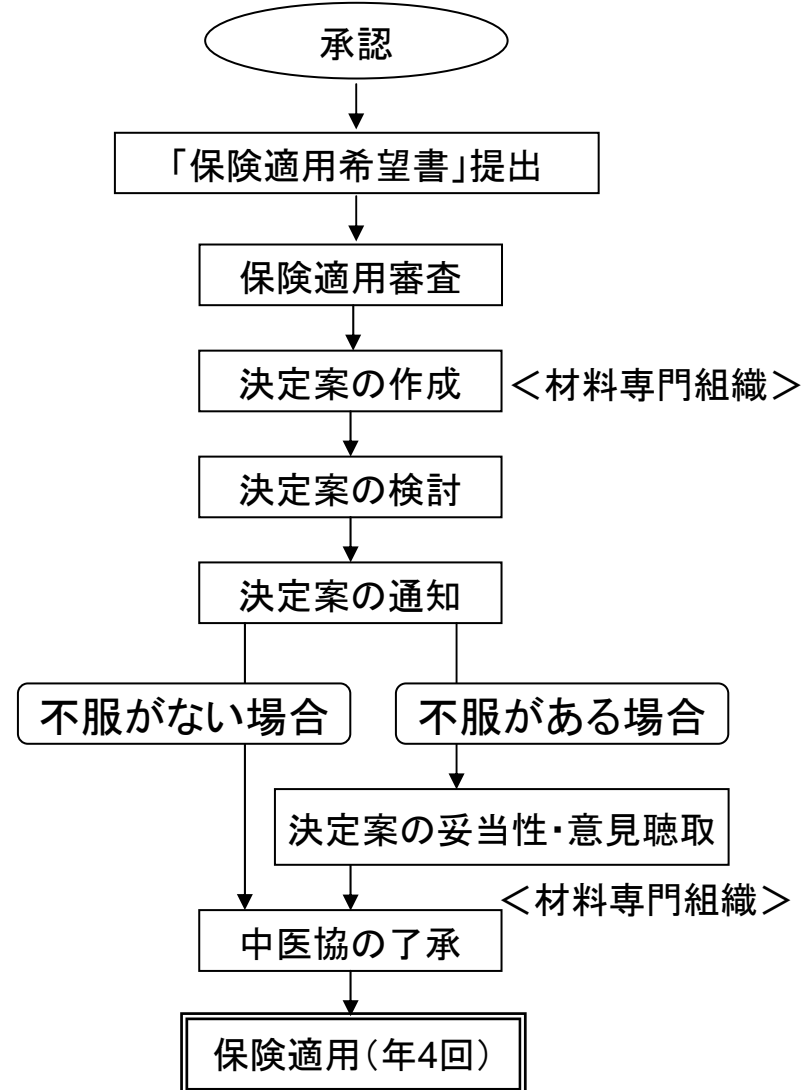 承認
「保険適用希望書」提出
保険適用審査
決定案の作成
＜材料専門組織＞
決定案の検討
決定案の通知
不服がない場合
不服がある場合
決定案の妥当性・意見聴取
＜材料専門組織＞
中医協の了承
保険適用（年4回）